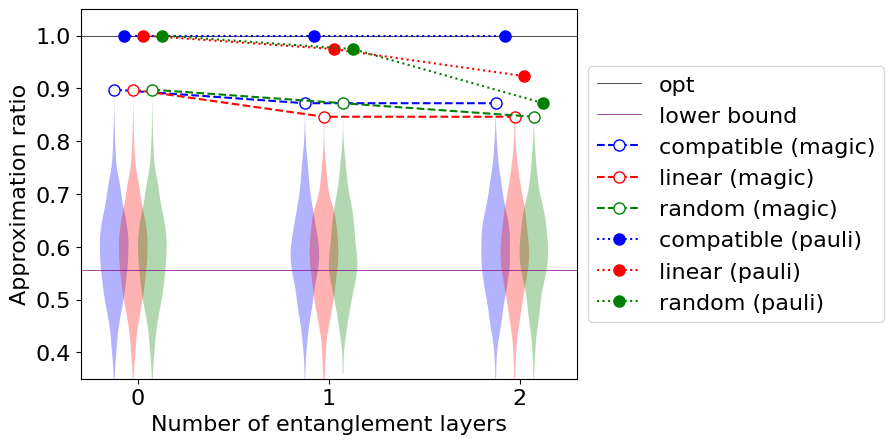 1.0
0.9
0.8
0.7
0.6
0.5
0.4
Approximation ratio
0 1 2
Number of entanglement layers
opt
lower bound
compatible (magic)
linear (magic)
random (magic)
compatible (pauli)
linear (pauli)
random (pauli)